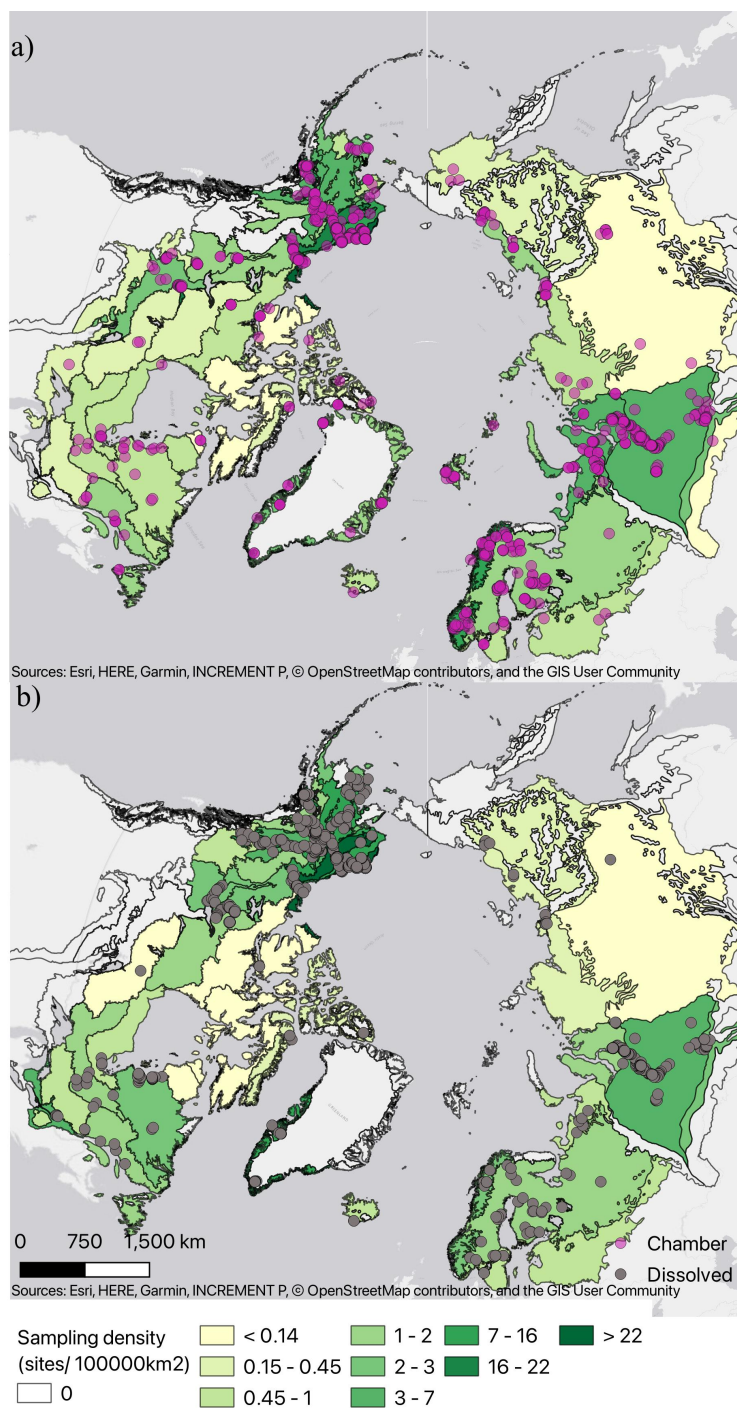 a)
Sources: Esri, HERE, Garmin, INCREMENT P, © OpenStreetMap contributors, and the GIS User Community
b)
0 750 1,500 km
Chamber
Dissolved
Sources: Esri, HERE, Garmin, INCREMENT P, © OpenStreetMap contributors, and the GIS User Community
Sampling density
(sites/ 100000km2)
0
< 0.14
0.15 - 0.45
0.45 - 1
1 - 2
2 - 3
3 - 7
7 - 16
16 - 22
> 22